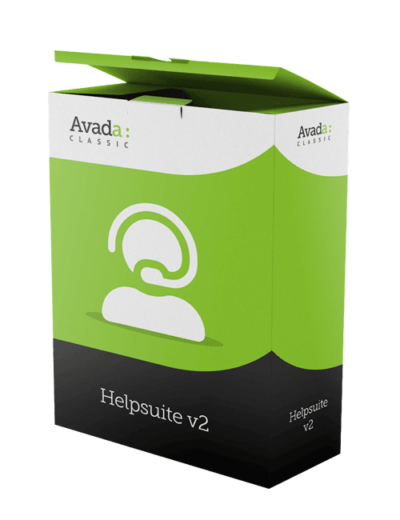 Avada:
CLASSIC
Helpsuite v2
Avada:
CLASSIC
Helpsuite
v2